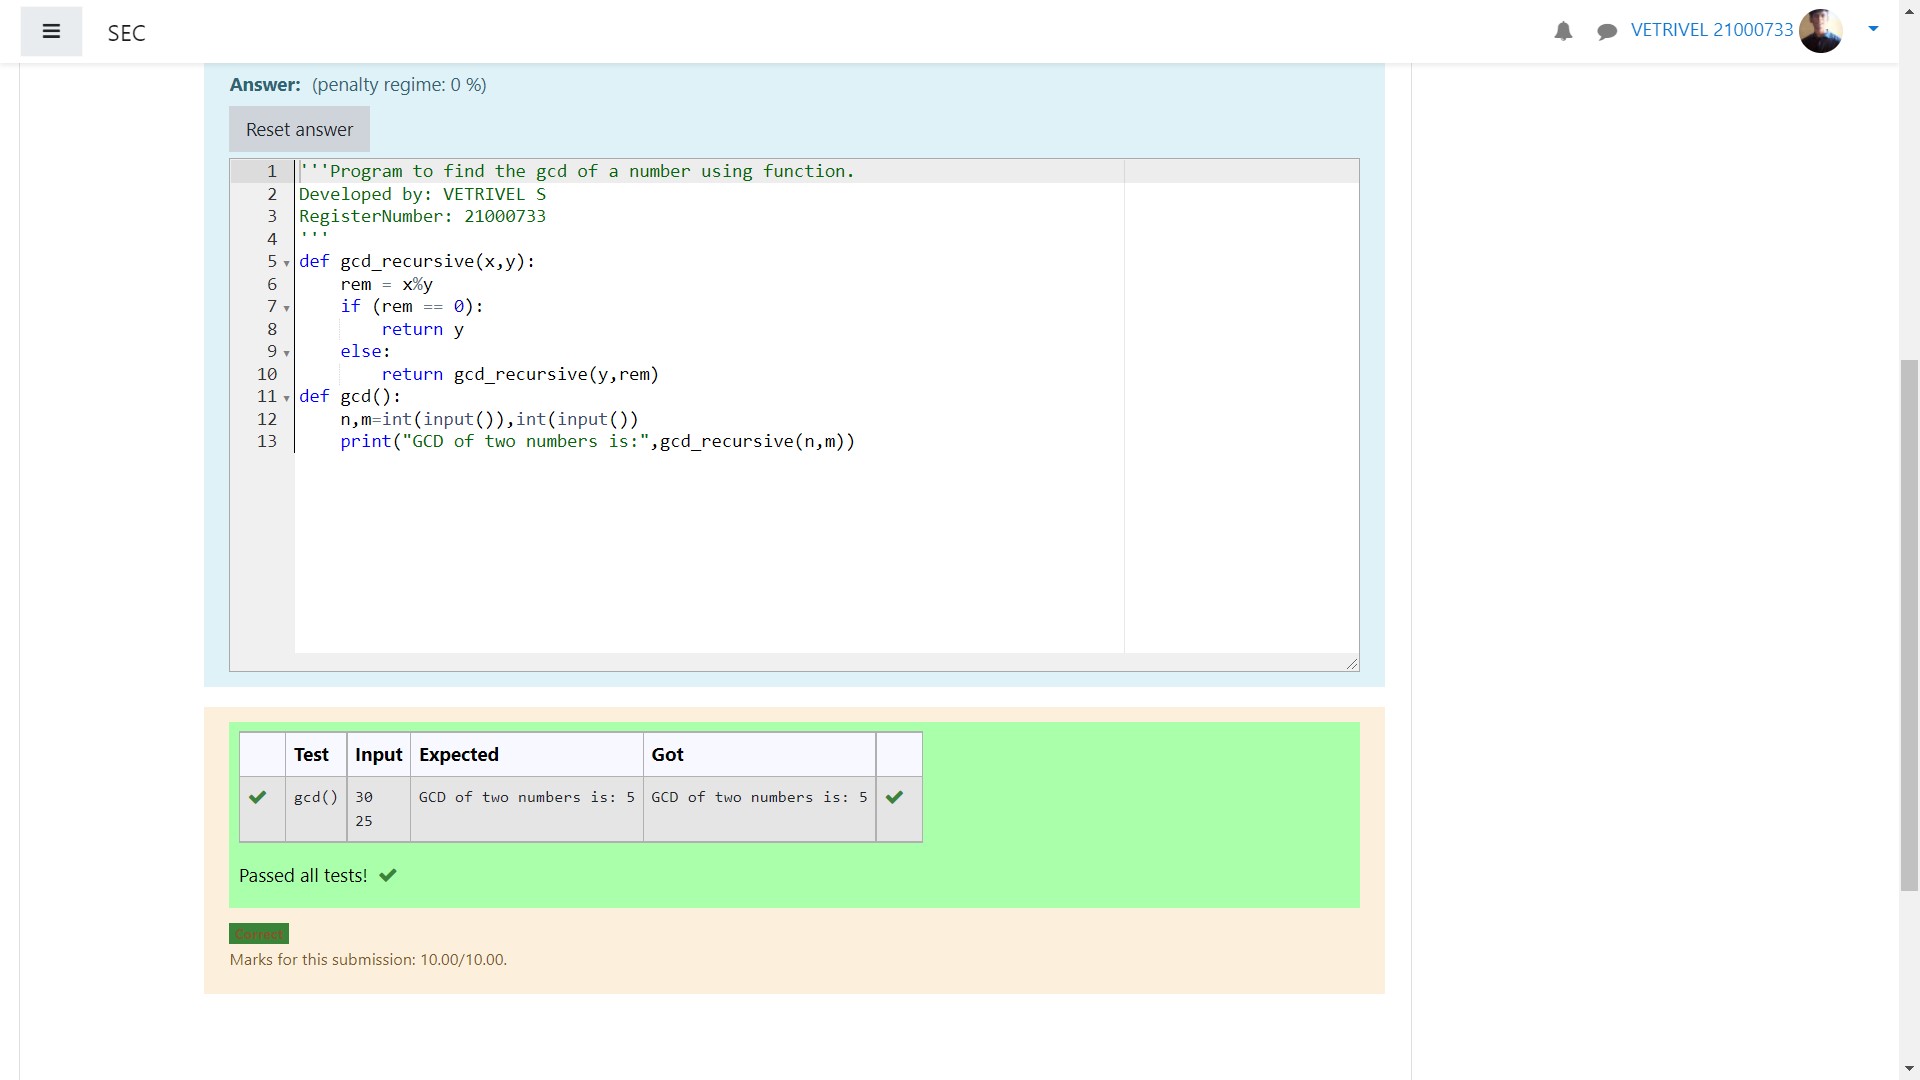 SEC
VETRIVEL 21000733
Answer: (penalty regime: 0 %)
Reset answer
1 '''Program to find the gcd of a number using function.
2 Developed by: VETRIVEL S
3 RegisterNumber: 21000733
4 '''
5 def gcd_recursive(x,y):
6     rem = x%y
7     if (rem == 0):
8         return y
9     else:
10         return gcd_recursive(y,rem)
11 def gcd():
12     n,m=int(input()),int(input())
13     print("GCD of two numbers is:",gcd_recursive(n,m))
Test Input Expected Got
gcd() 30 GCD of two numbers is: 5 GCD of two numbers is: 5
25
Passed all tests!
Correct
Marks for this submission: 10.00/10.00.